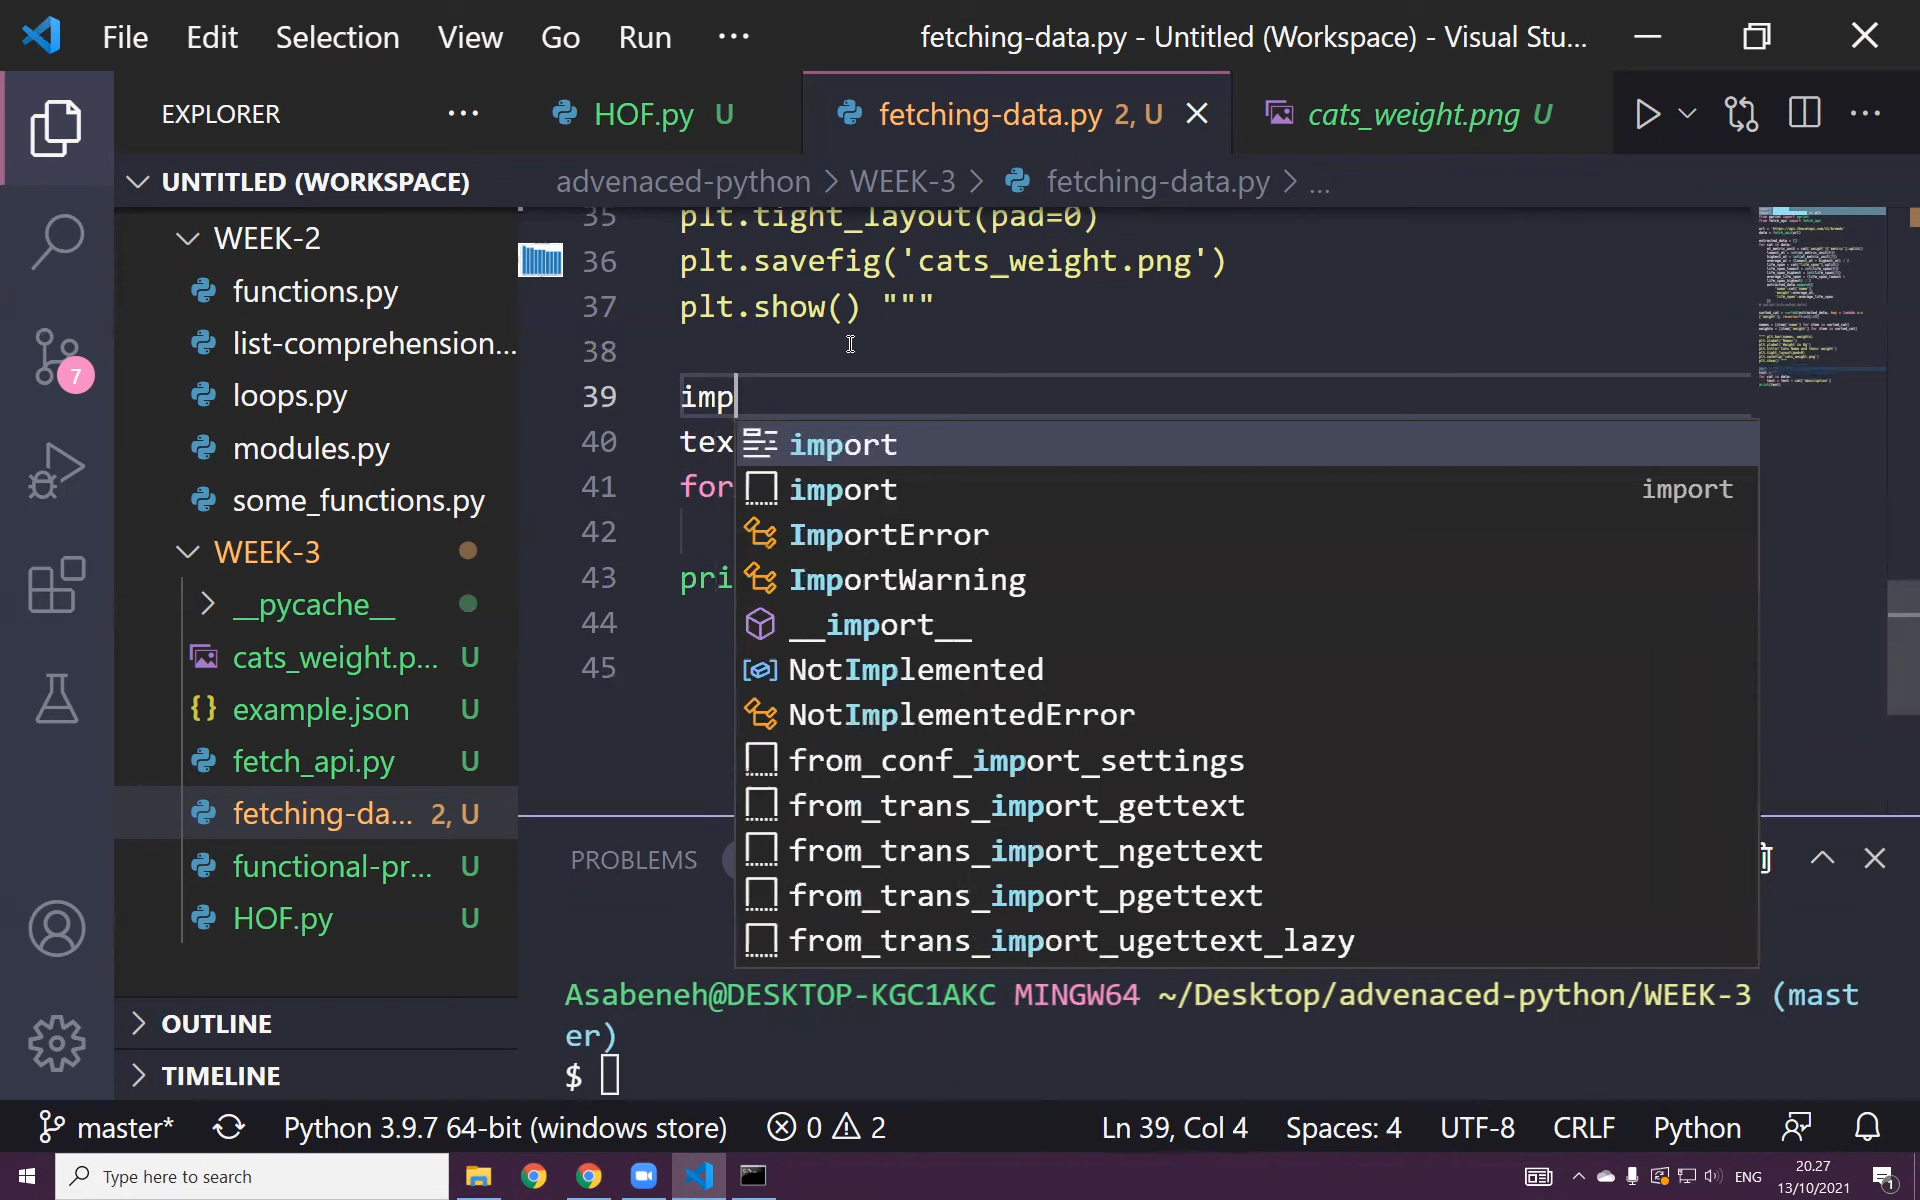 File Edit Selection View Go Run ··· fetching-data.py - Untitled (Workspace) - Visual Stu...
EXPLORER ··· HOF.py U fetching-data.py 2, U cats_weight.png U
UNTITLED (WORKSPACE) advenaced-python > WEEK-3 > fetching-data.py > ...
35 plt.tight_layout(pad=0)
WEEK-2
36 plt.savefig('cats_weight.png')
functions.py
37 plt.show() """
list-comprehension...
38
loops.py
39 imp
modules.py
40 tex
import
some_functions.py
41 for
import import
WEEK-3
42
ImportError
ImportWarning
__pycache__
43 pri
44
__import__
cats_weight.p... U
45
NotImplemented
example.json U
NotImplementedError
fetch_api.py U
from_conf_import_settings
fetching-da... 2, U
from_trans_import_gettext
functional-pr... U
PROBLEMS
from_trans_import_ngettext
HOF.py U
from_trans_import_pgettext
from_trans_import_ugettext_lazy
Asabeneh@DESKTOP-KGC1AKC MINGW64 ~/Desktop/advenaced-python/WEEK-3 (mast
er)
$
OUTLINE
TIMELINE
7
master* Python 3.9.7 64-bit (windows store) 0 2 Ln 39, Col 4 Spaces: 4 UTF-8 CRLF Python
Type here to search ENG 20.27
13/10/2021 1